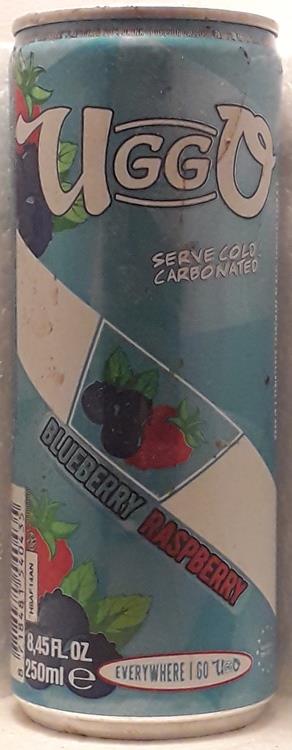 UGGO
SERVE COLD
CARBONATED
BLUEBERRY
RASPBERRY
8,45 FL. OZ
250ml e
EVERYWHERE I GO UGGO